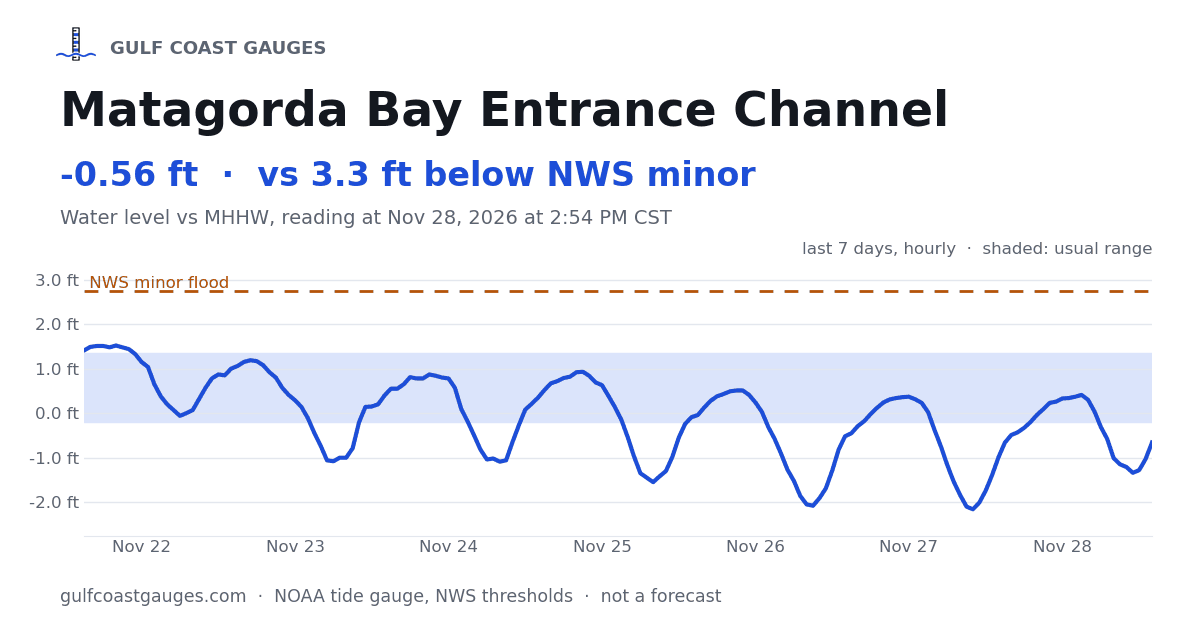 GULF COAST GAUGES
Matagorda Bay Entrance Channel
-0.56 ft · vs 3.3 ft below NWS minor
Water level vs MHHW, reading at Nov 28, 2026 at 2:54 PM CST
last 7 days, hourly · shaded: usual range
3.0 ft
NWS minor flood
2.0 ft
1.0 ft
0.0 ft
-1.0 ft
-2.0 ft
Nov 22 Nov 23 Nov 24 Nov 25 Nov 26 Nov 27 Nov 28
gulfcoastgauges.com · NOAA tide gauge, NWS thresholds · not a forecast